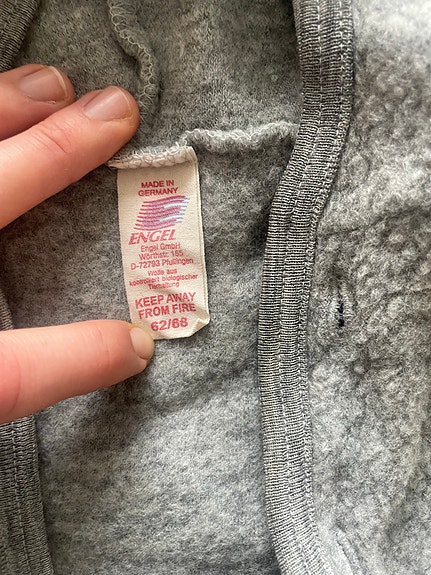 MADE IN
GERMANY
ENGEL
Engel GmbH
Wörthstr. 155
D-72793 Pfullingen
Wolle aus
kontrolliert biologischer
Tierhaltung
KEEP AWAY
FROM FIRE
62/68